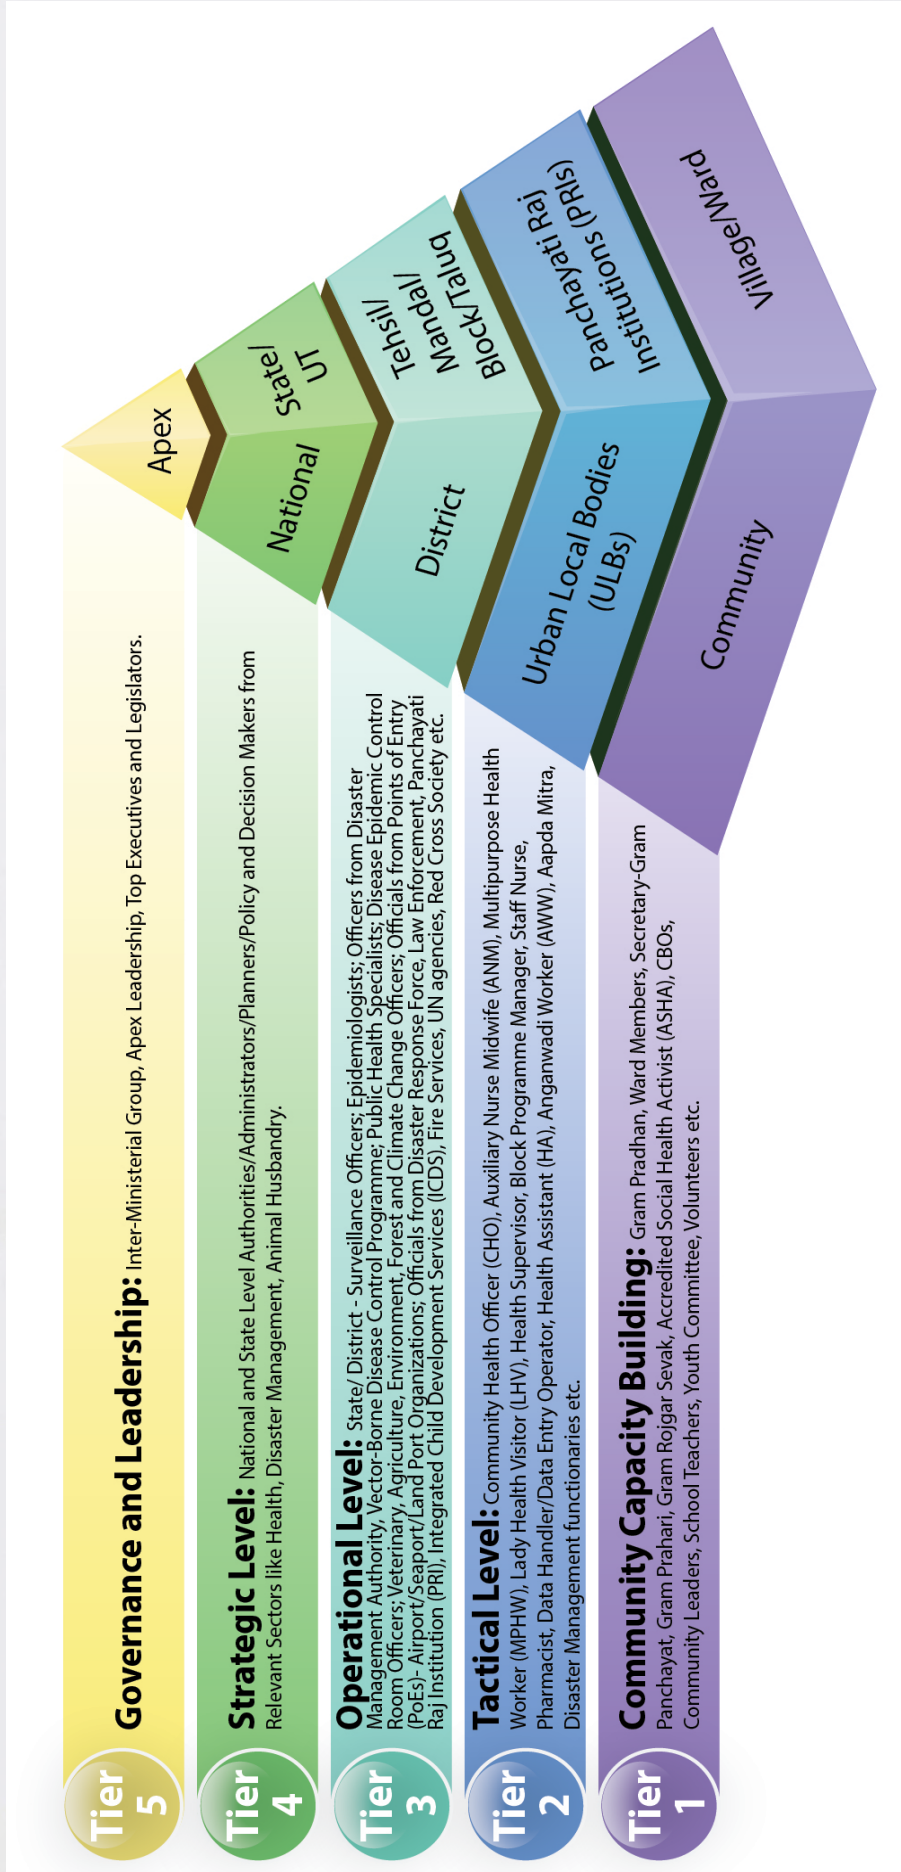 Tier
5
Governance and Leadership: Inter-Ministerial Group, Apex Leadership, Top Executives and Legislators.
Apex
Tier
4
Strategic Level: National and State Level Authorities/Administrators/Planners/Policy and Decision Makers from
Relevant Sectors like Health, Disaster Management, Animal Husbandry.
National
State/
UT
Tier
3
Operational Level: State/ District - Surveillance Officers; Epidemiologists; Officers from Disaster
Management Authority, Vector-Borne Disease Control Programme; Public Health Specialists; Disease Epidemic Control
Room Officers; Veterinary, Agriculture, Environment, Forest and Climate Change Officers; Officials from Points of Entry
(PoEs)- Airport/Seaport/Land Port Organizations; Officials from Disaster Response Force, Law Enforcement, Panchayati
Raj Institution (PRI), Integrated Child Development Services (ICDS), Fire Services, UN agencies, Red Cross Society etc.
District
Tehsil/
Mandal/
Block/Taluq
Tier
2
Tactical Level: Community Health Officer (CHO), Auxiliary Nurse Midwife (ANM), Multipurpose Health
Worker (MPHW), Lady Health Visitor (LHV), Health Supervisor, Block Programme Manager, Staff Nurse,
Pharmacist, Data Handler/Data Entry Operator, Health Assistant (HA), Anganwadi Worker (AWW), Aapda Mitra,
Disaster Management functionaries etc.
Urban Local Bodies
(ULBs)
Panchayati Raj
Institutions (PRIs)
Tier
1
Community Capacity Building: Gram Pradhan, Ward Members, Secretary-Gram
Panchayat, Gram Prahari, Gram Rojgar Sevak, Accredited Social Health Activist (ASHA), CBOs,
Community Leaders, School Teachers, Youth Committee, Volunteers etc.
Community
Village/Ward